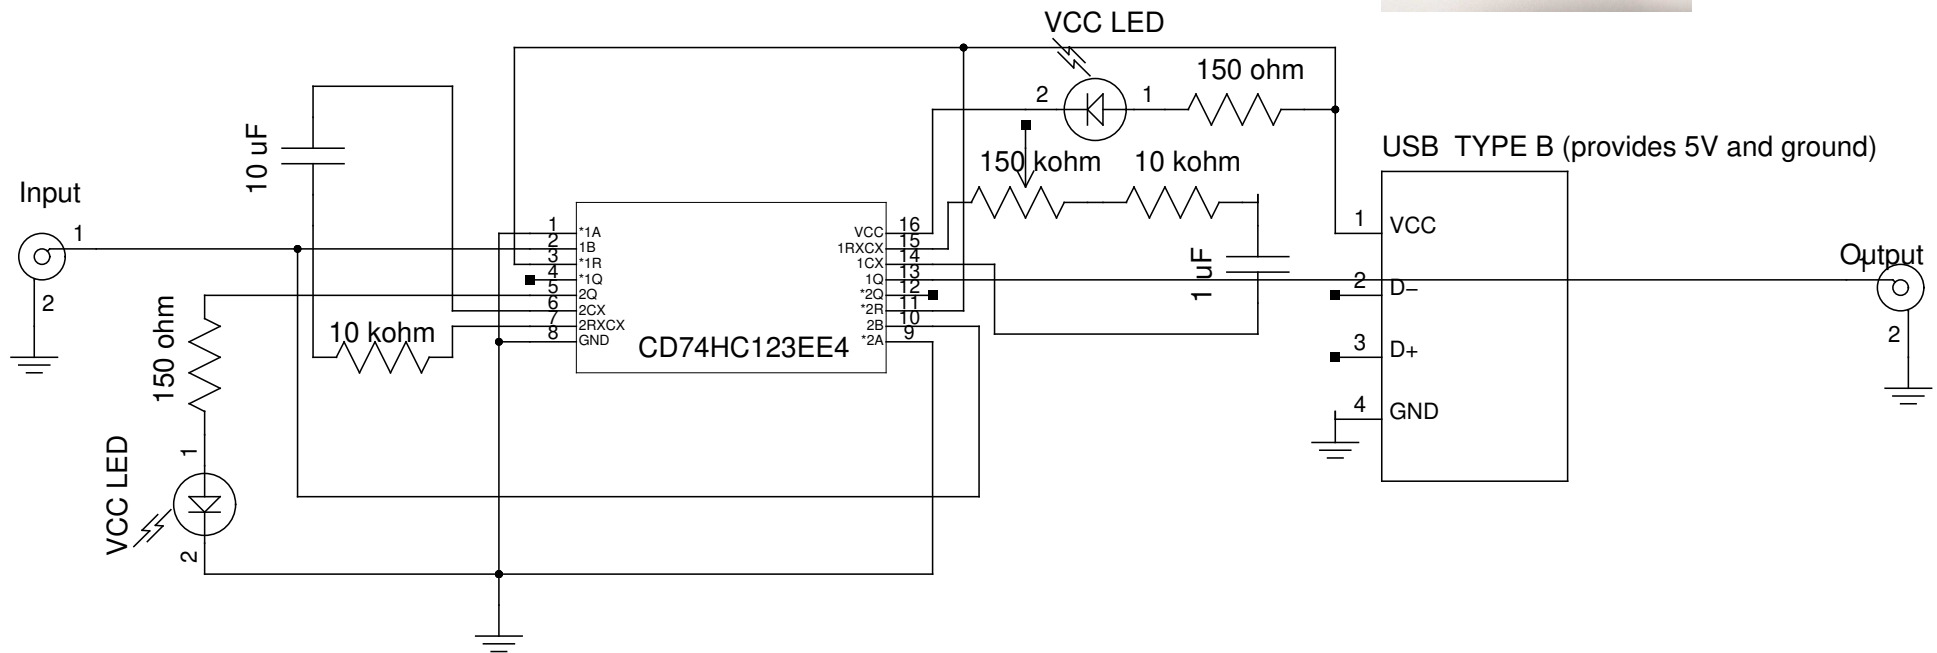 VCC LED
2
1
150 ohm
10 uF
150 kohm
10 kohm
USB TYPE B (provides 5V and ground)
Input
1
2
1 *1A
2 1B
3 *1R
4 *1Q
5 2Q
6 2CX
7 2RXCX
8 GND
CD74HC123EE4
VCC 16
1RXCX 15
1CX 14
1Q 13
*2Q 12
*2R 11
2B 10
*2A 9
1 uF
1 VCC
2 D−
3 D+
4 GND
Output
1
2
10 kohm
150 ohm
1
VCC LED
2